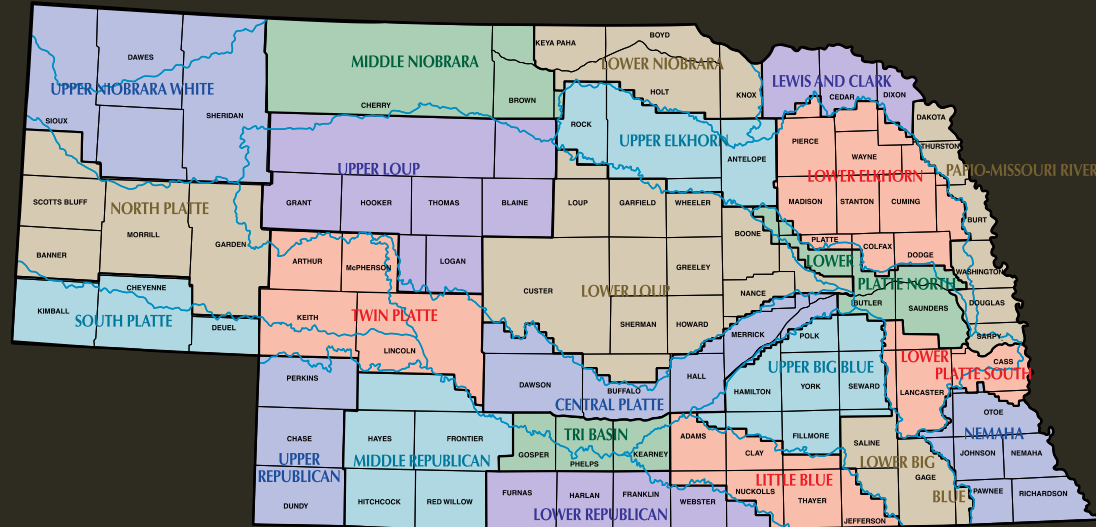 BOYD
KEYA PAHA
DAWES
MIDDLE NIOBRARA
LOWER NIOBRARA
LEWIS AND CLARK
UPPER NIOBRARA WHITE
HOLT
KNOX
CEDAR
DIXON
CHERRY
BROWN
SHERIDAN
SIOUX
DAKOTA
ROCK
UPPER ELKHORN
PIERCE
THURSTON
WAYNE
ANTELOPE
UPPER LOUP
LOWER ELKHORN
PAPIO-MISSOURI RIVER
SCOTTS BLUFF
NORTH PLATTE
GRANT
HOOKER
THOMAS
BLAINE
LOUP
GARFIELD
WHEELER
MADISON
STANTON
CUMING
BURT
MORRILL
GARDEN
BOONE
PLATTE
COLFAX
BANNER
ARTHUR
McPHERSON
LOGAN
GREELEY
LOWER
DODGE
WASHINGTON
CHEYENNE
PLATTE NORTH
CUSTER
LOWER LOUP
NANCE
BUTLER
SAUNDERS
DOUGLAS
KIMBALL
SOUTH PLATTE
DEUEL
KEITH
TWIN PLATTE
SHERMAN
HOWARD
MERRICK
POLK
SARPY
LINCOLN
LOWER
PLATTE SOUTH
CASS
PERKINS
DAWSON
BUFFALO
HALL
UPPER BIG BLUE
HAMILTON
YORK
SEWARD
LANCASTER
CENTRAL PLATTE
OTOE
CHASE
HAYES
FRONTIER
TRI BASIN
ADAMS
FILLMORE
SALINE
NEMAHA
UPPER
REPUBLICAN
MIDDLE REPUBLICAN
GOSPER
PHELPS
KEARNEY
CLAY
LOWER BIG
BLUE
JOHNSON
NEMAHA
GAGE
DUNDY
HITCHCOCK
RED WILLOW
FURNAS
HARLAN
FRANKLIN
WEBSTER
NUCKOLLS
LITTLE BLUE
THAYER
PAWNEE
RICHARDSON
LOWER REPUBLICAN
JEFFERSON